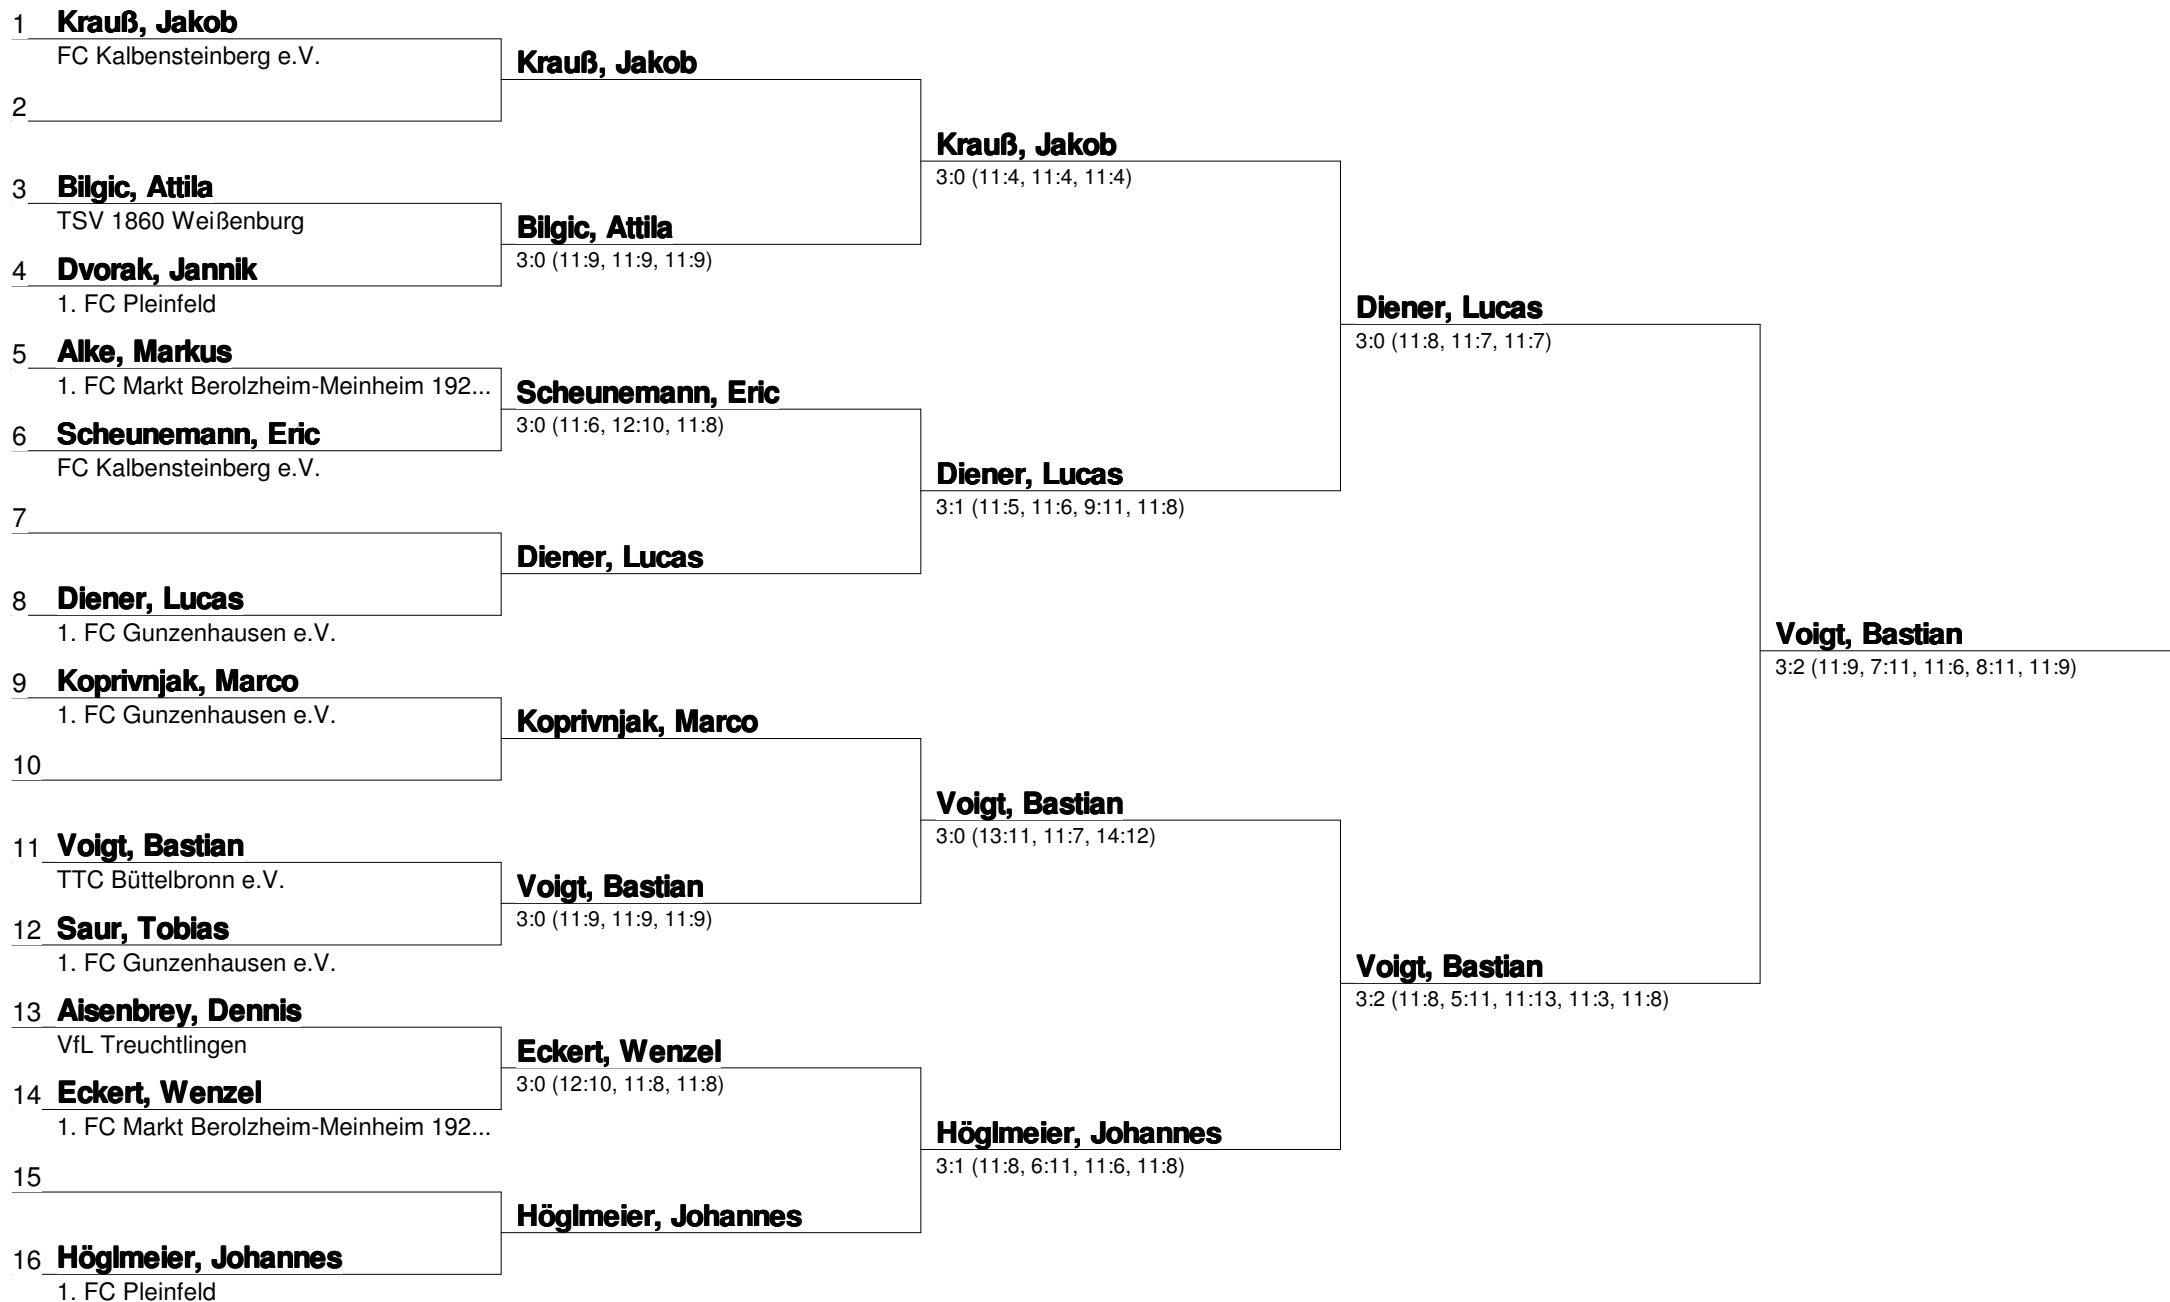 1 Krauß, Jakob
FC Kalbensteinberg e.V.
Krauß, Jakob
2
Krauß, Jakob
3:0 (11:4, 11:4, 11:4)
3 Bilgic, Attila
TSV 1860 Weißenburg
Bilgic, Attila
3:0 (11:9, 11:9, 11:9)
4 Dvorak, Jannik
1. FC Pleinfeld
Diener, Lucas
3:0 (11:8, 11:7, 11:7)
5 Alke, Markus
1. FC Markt Berolzheim-Meinheim 192...
Scheunemann, Eric
3:0 (11:6, 12:10, 11:8)
6 Scheunemann, Eric
FC Kalbensteinberg e.V.
Diener, Lucas
3:1 (11:5, 11:6, 9:11, 11:8)
7
Diener, Lucas
8 Diener, Lucas
1. FC Gunzenhausen e.V.
Voigt, Bastian
3:2 (11:9, 7:11, 11:6, 8:11, 11:9)
9 Koprivnjak, Marco
1. FC Gunzenhausen e.V.
Koprivnjak, Marco
10
Voigt, Bastian
3:0 (13:11, 11:7, 14:12)
11 Voigt, Bastian
TTC Büttelbronn e.V.
Voigt, Bastian
3:0 (11:9, 11:9, 11:9)
12 Saur, Tobias
1. FC Gunzenhausen e.V.
Voigt, Bastian
3:2 (11:8, 5:11, 11:13, 11:3, 11:8)
13 Aisenbrey, Dennis
VfL Treuchtlingen
Eckert, Wenzel
3:0 (12:10, 11:8, 11:8)
14 Eckert, Wenzel
1. FC Markt Berolzheim-Meinheim 192...
Höglmeier, Johannes
3:1 (11:8, 6:11, 11:6, 11:8)
15
Höglmeier, Johannes
16 Höglmeier, Johannes
1. FC Pleinfeld